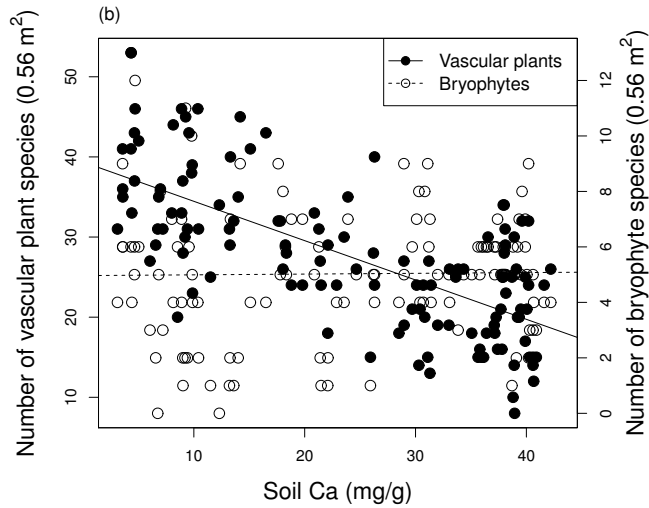 (b)
Number of vascular plant species (0.56 m²)
50
40
30
20
10
Vascular plants
Bryophytes
12
10
8
6
4
2
0
Number of bryophyte species (0.56 m²)
10
20
30
40
Soil Ca (mg/g)